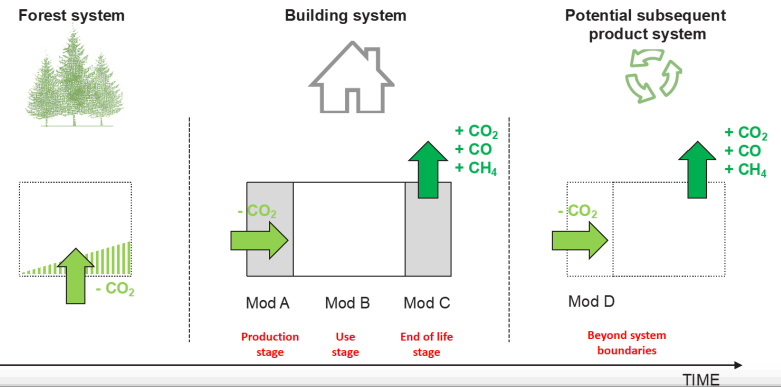 Forest system
Building system
Potential subsequent
product system
+ CO₂
+ CO
+ CH₄
+ CO₂
+ CO
+ CH₄
- CO₂
- CO₂
- CO₂
Mod A
Mod B
Mod C
Mod D
Production
stage
Use
stage
End of life
stage
Beyond system
boundaries
TIME